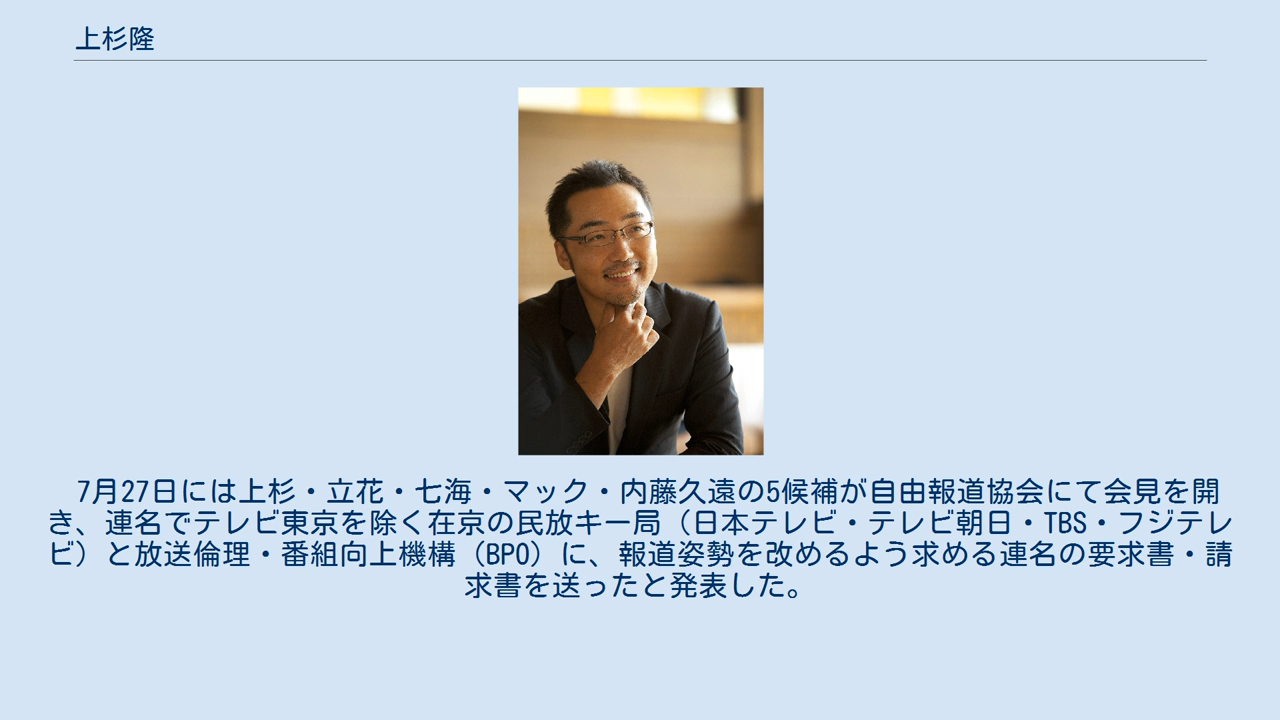 上杉隆
7月27日には上杉・立花・七海・マック・内藤久遠の5候補が自由報道協会にて会見を開
き、連名でテレビ東京を除く在京の民放キー局（日本テレビ・テレビ朝日・TBS・フジテレ
ビ）と放送倫理・番組向上機構（BPO）に、報道姿勢を改めるよう求める連名の要求書・請
求書を送ったと発表した。